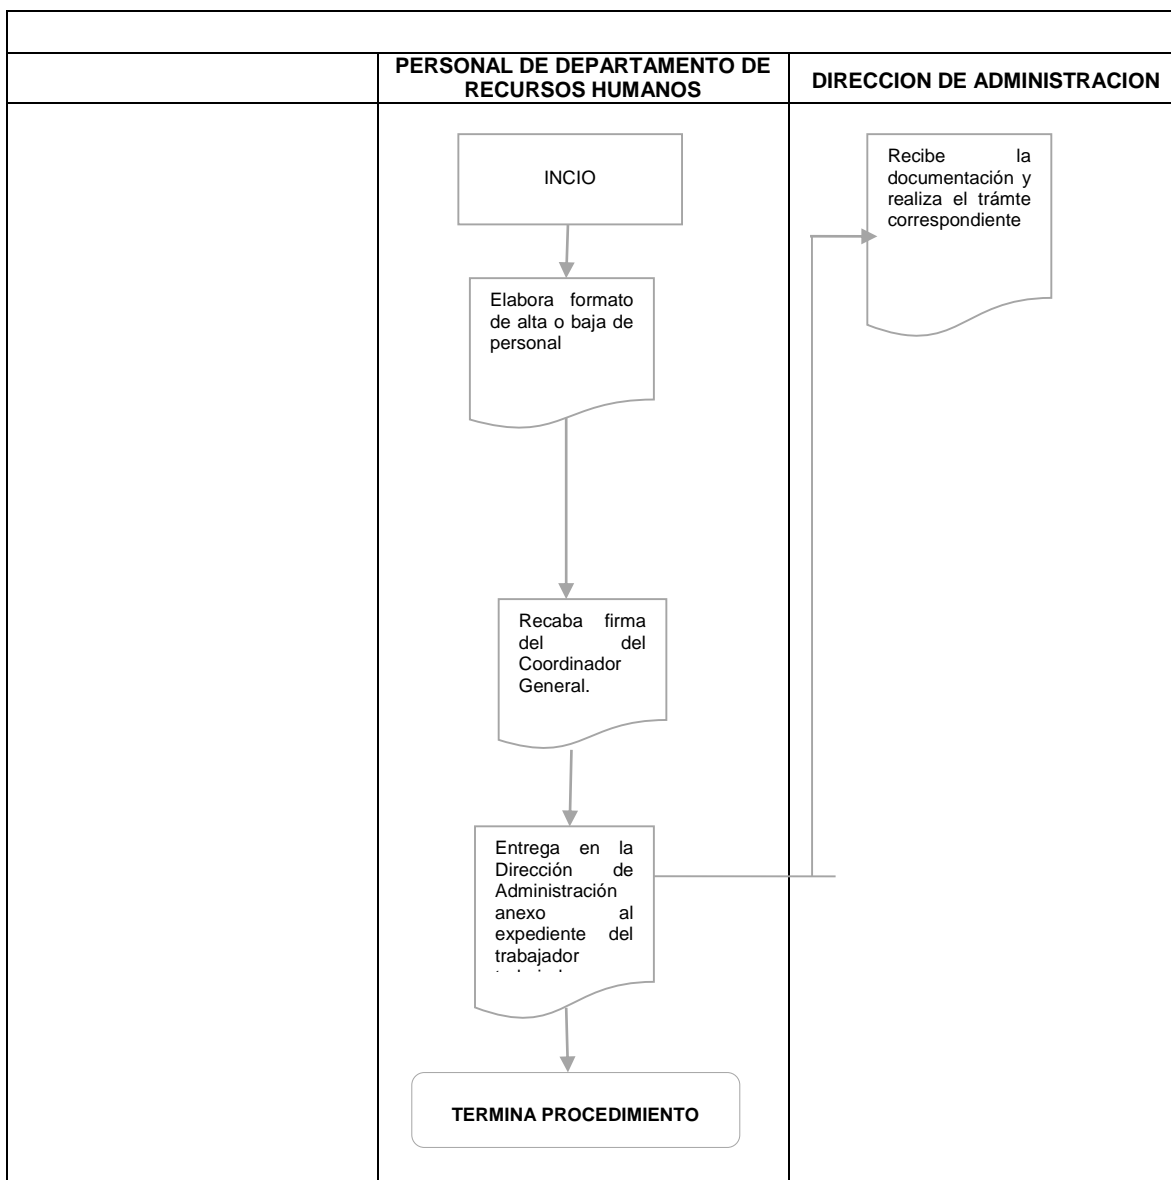 PERSONAL DE DEPARTAMENTO DE
RECURSOS HUMANOS
DIRECCION DE ADMINISTRACION
INCIO
Elabora formato
de alta o baja de
personal
Recaba firma
del del
Coordinador
General.
Entrega en la
Dirección de
Administración
anexo al
expediente del
trabajador
TERMINA PROCEDIMIENTO
Recibe la
documentación y
realiza el trámte
correspondiente